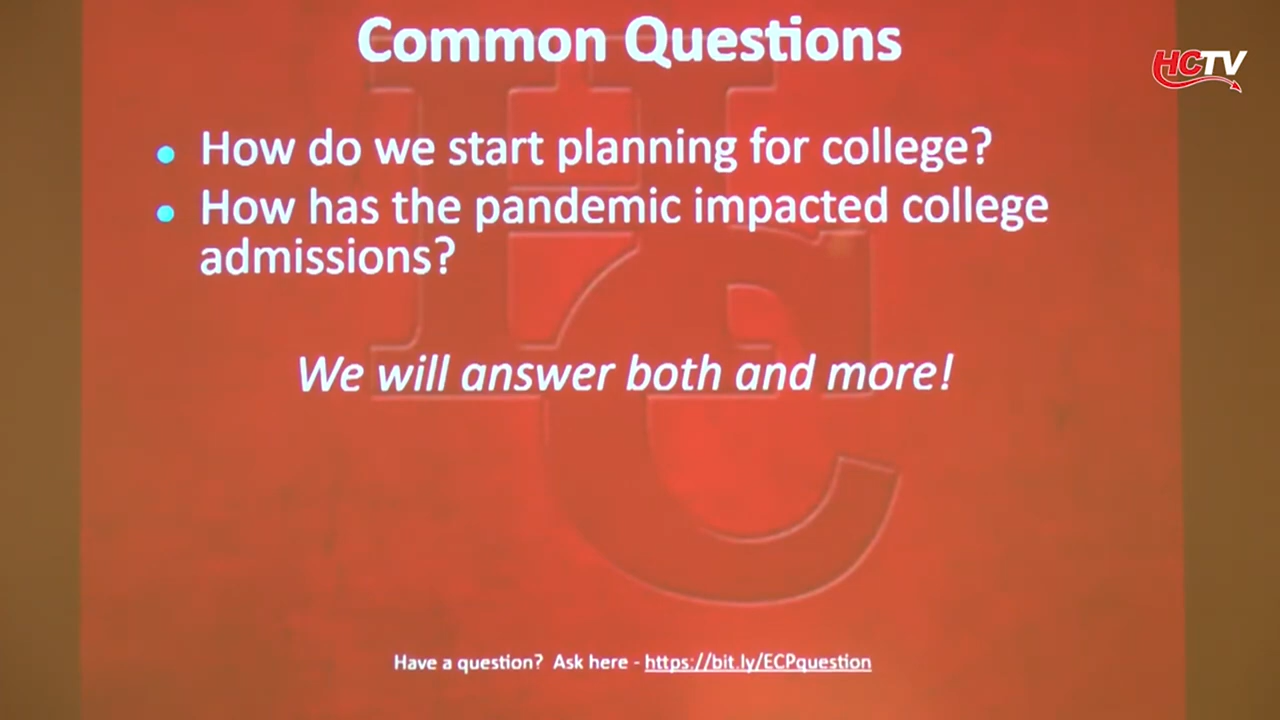 Common Questions
HCTV
How do we start planning for college?
How has the pandemic impacted college
admissions?
We will answer both and more!
HC
Have a question? Ask here - https://bit.ly/ECPquestion